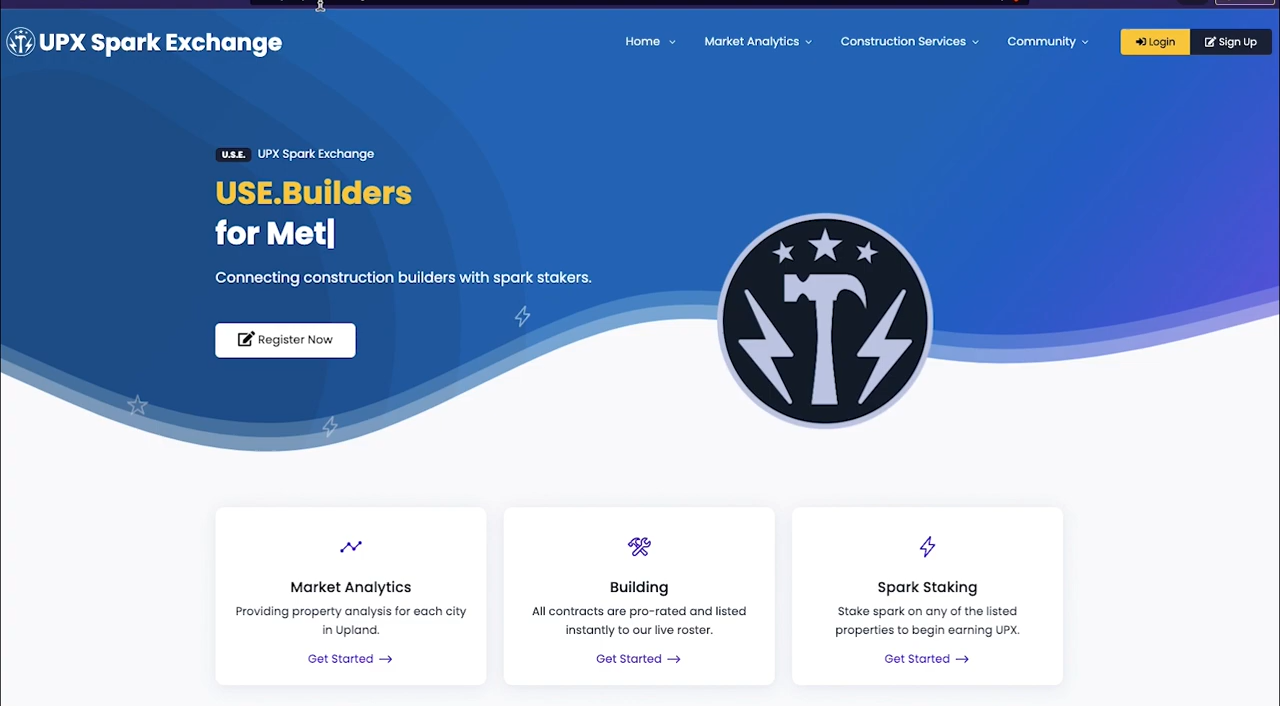 UPX Spark Exchange
Home
Market Analytics
Construction Services
Community
Login
Sign Up
U.S.E. UPX Spark Exchange
USE.Builders
for Met|
Connecting construction builders with spark stakers.
Register Now
Market Analytics
Providing property analysis for each city
in Upland.
Get Started →
Building
All contracts are pro-rated and listed
instantly to our live roster.
Get Started →
Spark Staking
Stake spark on any of the listed
properties to begin earning UPX.
Get Started →